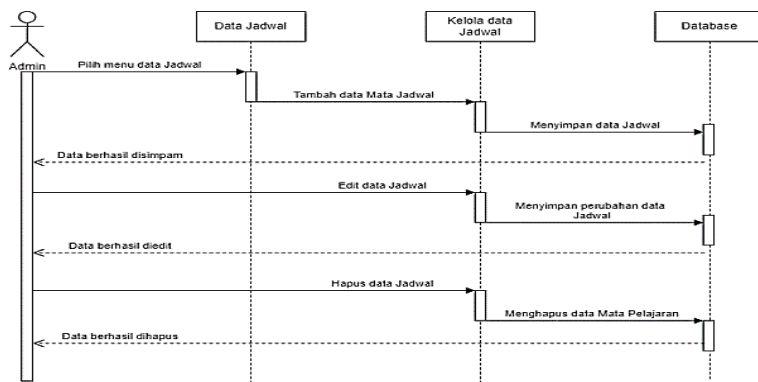 Data Jadwal
Kelola data
Jadwal
Database
Admin
Pilih menu data Jadwal
Tambah data Mata Jadwal
Menyimpan data Jadwal
Data berhasil disimpam
Edit data Jadwal
Menyimpan perubahan data
Jadwal
Data berhasil diedit
Hapus data Jadwal
Menghapus data Mata Pelajaran
Data berhasil dihapus